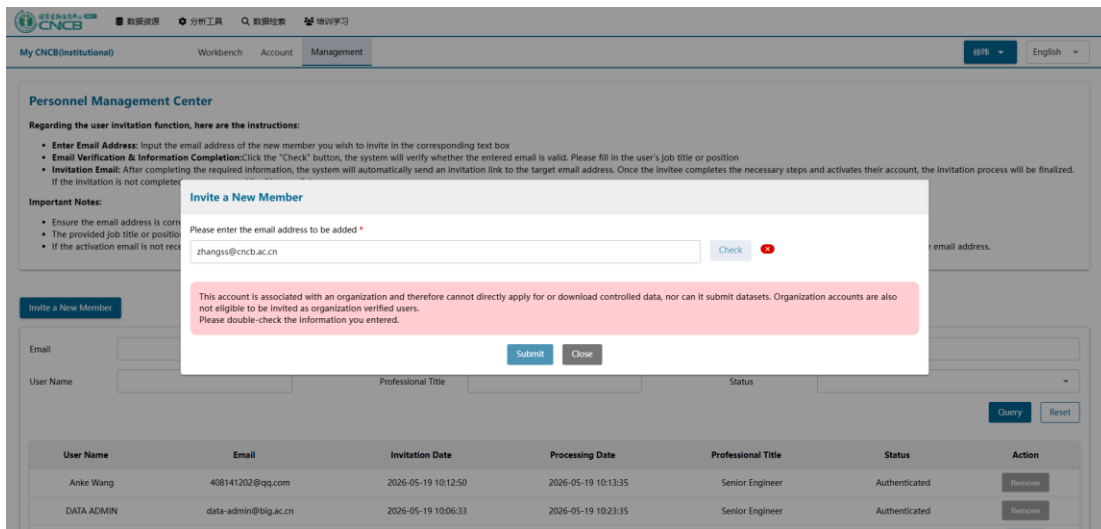 CNCB
数据资源
分析工具
数据检索
培训学习
My CNCB(institutional)
Workbench
Account
Management
English
Personnel Management Center
Regarding the user invitation function, here are the instructions:
• Enter Email Address: Input the email address of the new member you wish to invite in the corresponding text box
• Email Verification & Information Completion:Click the "Check" button, the system will verify whether the entered email is valid. Please fill in the user's job title or position
• Invitation Email: After completing the required information, the system will automatically send an invitation link to the target email address. Once the invitee completes the necessary steps and activates their account, the invitation process will be finalized.
If the invitation is not completed
Important Notes:
• Ensure the email address is corre
• The provided job title or position
• If the activation email is not rece
email address.
Invite a New Member
Please enter the email address to be added *
zhangss@cncb.ac.cn
Check
This account is associated with an organization and therefore cannot directly apply for or download controlled data, nor can it submit datasets. Organization accounts are also
not eligible to be invited as organization verified users.
Please double-check the information you entered.
Submit
Close
Invite a New Member
Email
User Name
Professional Title
Status
Query
Reset
User Name
Email
Invitation Date
Processing Date
Professional Title
Status
Action
Anke Wang
408141202@qq.com
2026-05-19 10:12:50
2026-05-19 10:13:35
Senior Engineer
Authenticated
Remove
DATA ADMIN
data-admin@big.ac.cn
2026-05-19 10:06:33
2026-05-19 10:23:35
Senior Engineer
Authenticated
Remove